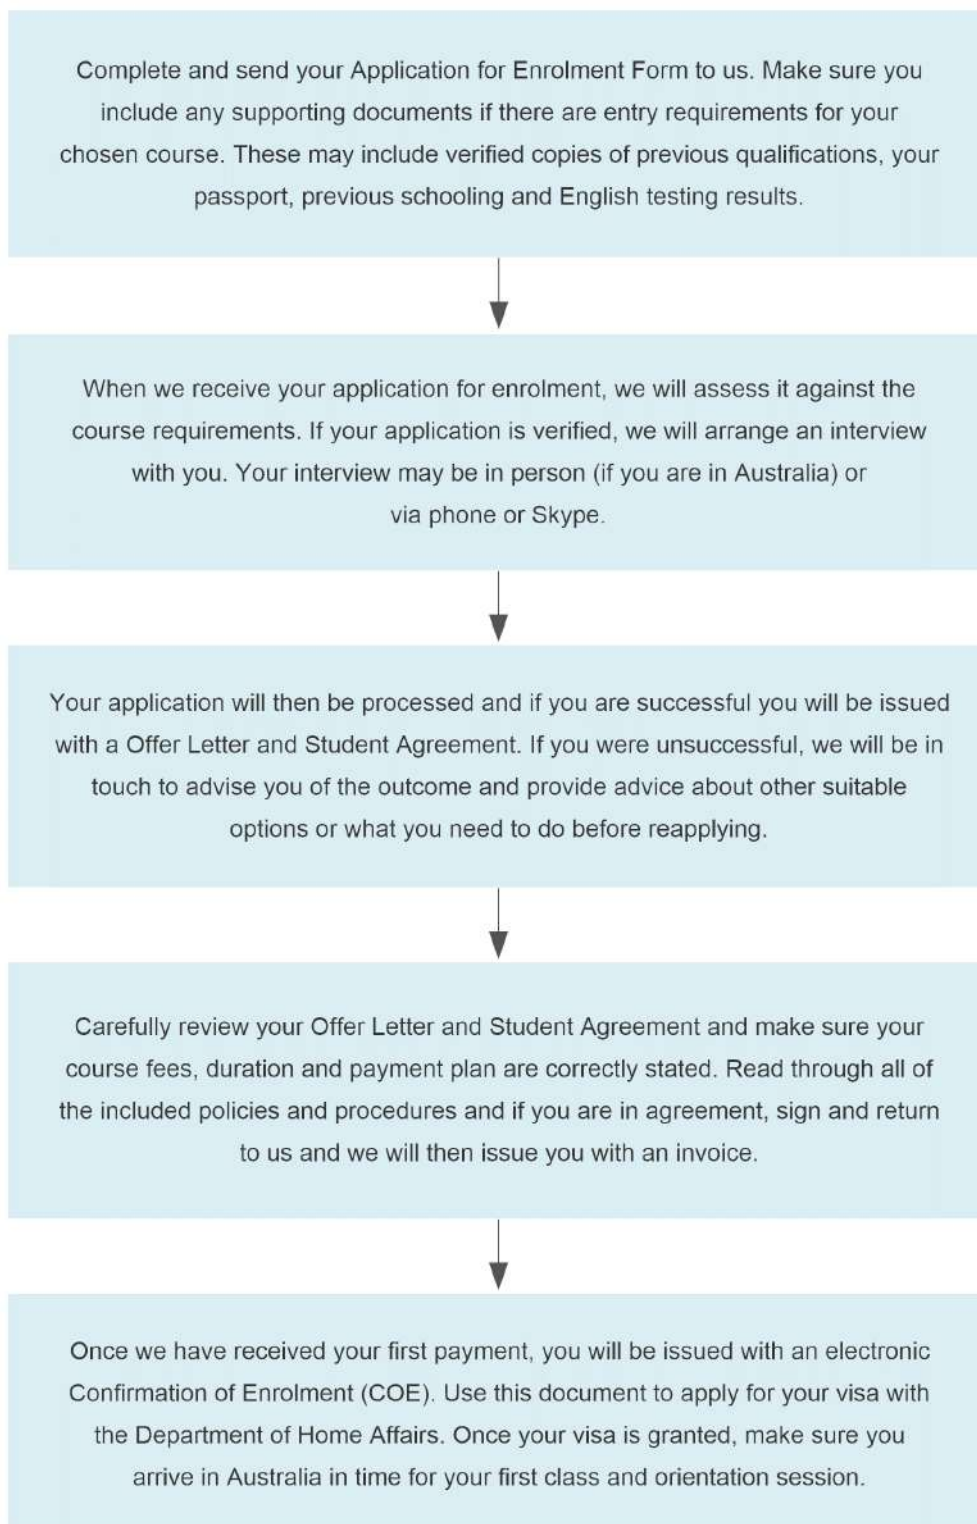 Complete and send your Application for Enrolment Form to us. Make sure you
include any supporting documents if there are entry requirements for your
chosen course. These may include verified copies of previous qualifications, your
passport, previous schooling and English testing results.
When we receive your application for enrolment, we will assess it against the
course requirements. If your application is verified, we will arrange an interview
with you. Your interview may be in person (if you are in Australia) or
via phone or Skype.
Your application will then be processed and if you are successful you will be issued
with a Offer Letter and Student Agreement. If you were unsuccessful, we will be in
touch to advise you of the outcome and provide advice about other suitable
options or what you need to do before reapplying.
Carefully review your Offer Letter and Student Agreement and make sure your
course fees, duration and payment plan are correctly stated. Read through all of
the included policies and procedures and if you are in agreement, sign and return
to us and we will then issue you with an invoice.
Once we have received your first payment, you will be issued with an electronic
Confirmation of Enrolment (COE). Use this document to apply for your visa with
the Department of Home Affairs. Once your visa is granted, make sure you
arrive in Australia in time for your first class and orientation session.